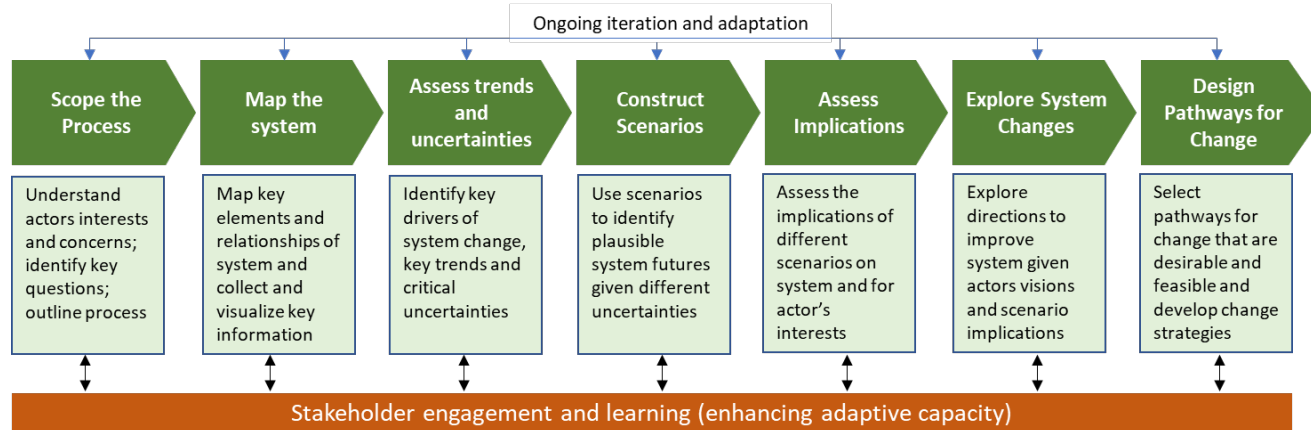 Ongoing iteration and adaptation
Scope the
Process
Map the
system
Assess trends
and
uncertainties
Construct
Scenarios
Assess
Implications
Explore System
Changes
Design
Pathways for
Change
Understand
actors interests
and concerns;
identify key
questions;
outline process
Map key
elements and
relationships of
system and
collect and
visualize key
information
Identify key
drivers of
system change,
key trends and
critical
uncertainties
Use scenarios
to identify
plausible
system futures
given different
uncertainties
Assess the
implications of
different
scenarios on
system and for
actor’s
interests
Explore
directions to
improve
system given
actors visions
and scenario
implications
Select
pathways for
change that are
desirable and
feasible and
develop change
strategies
Stakeholder engagement and learning (enhancing adaptive capacity)